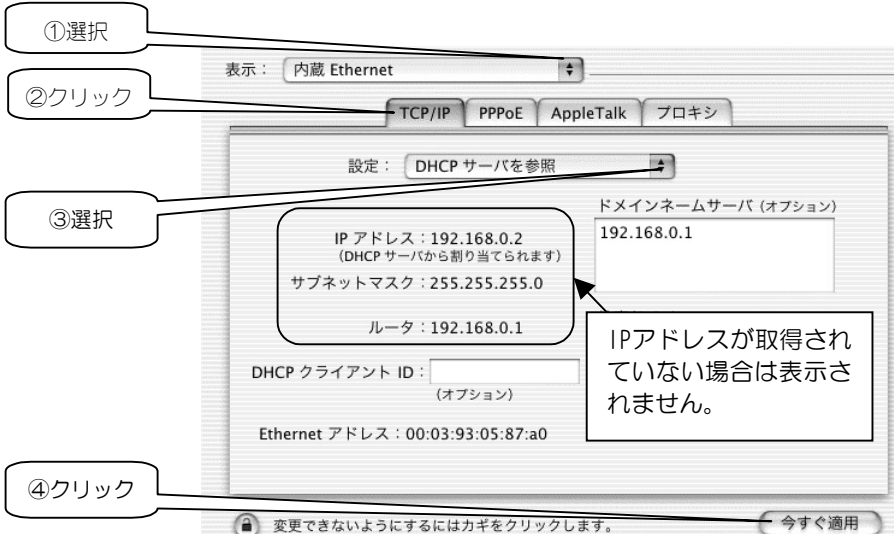 ①選択
表示： 内蔵 Ethernet
②クリック
TCP/IP PPPoE AppleTalk プロキシ
設定： DHCP サーバを参照
③選択
ドメインネームサーバ (オプション)
192.168.0.1
IP アドレス：192.168.0.2
(DHCP サーバから割り当てられます)
サブネットマスク：255.255.255.0
ルータ：192.168.0.1
IPアドレスが取得され
ていない場合は表示さ
れません。
DHCP クライアント ID：
(オプション)
Ethernet アドレス：00:03:93:05:87:a0
④クリック
変更できないようにするにはカギをクリックします。
今すぐ適用